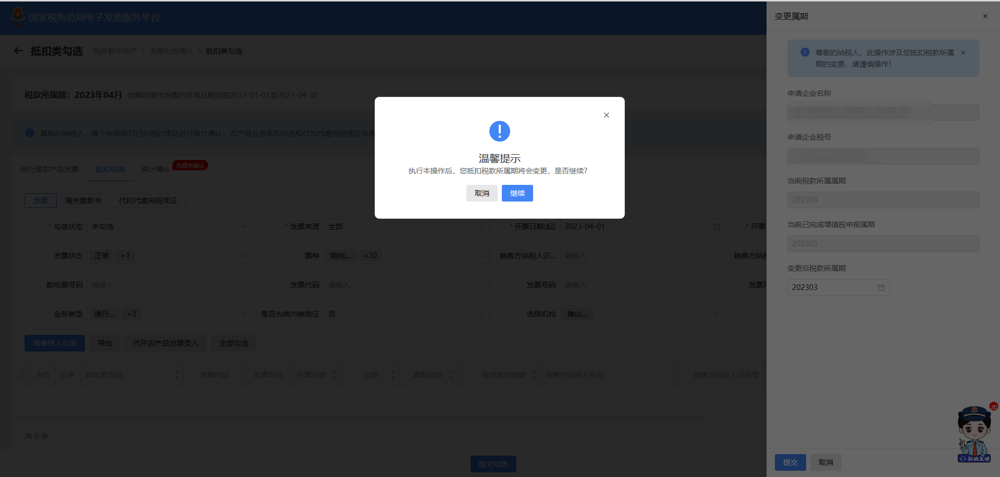 国家税务总局电子发票服务平台
抵扣类勾选 税务数字账户 > 发票勾选确认 > 抵扣类勾选
税款所属期：2023年04月 当期可操作发票的开具日期范围2017-01-01至2023-04-30
尊敬的纳税人，请于申报前对已勾选的凭证进行统计确认。农产品业务抵扣勾选和代扣代缴完税凭证勾选
待处理农产品发票 抵扣勾选 统计确认 当期未确认
发票 海关缴款书 代扣代缴完税凭证
* 勾选状态 未勾选 * 发票来源 全部 * 开票日期(起) 2023-04-01 * 开票
发票状态 正常 +1 票种 数电... +10 销售方纳税人识... 请输入 销售方纳税
数电票号码 请输入 发票代码 请输入 发票号码 请输入 发票
业务类型 通行... +3 是否为转内销凭证 否 选择机构 佛山...
清单导入勾选 导出 代开农产品发票录入 全部勾选
序号 排序 数电票号码 发票代码 发票号码 开票日期 金额 票面税额 有效抵扣税额 销售方纳税人名称 销售方纳税人识别号
共 0 条
提交勾选
温馨提示
执行本操作后，您抵扣税款所属期将会变更，是否继续？
取消 继续
变更属期
尊敬的纳税人，此操作涉及您抵扣税款所属
期的变更，请谨慎操作！
申请企业名称
申请企业税号
当前税款所属属期
202304
当前已完成增值税申报属期
202303
变更后税款所属期
202303
20
征纳互动
提交 取消